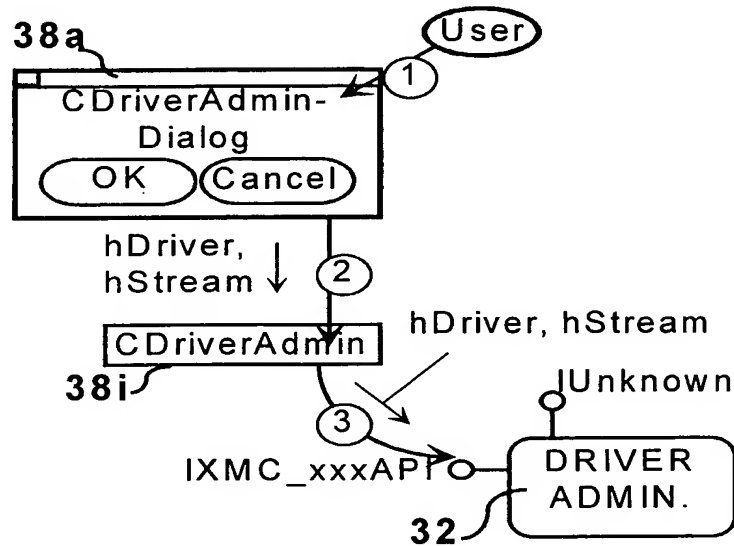 38a
User
1
CDriverAdmin-
Dialog
OK Cancel
hDriver,
hStream
2
hDriver, hStream
CDriverAdmin
38i
IUnknown
3
IXMC_xxxAPI
DRIVER
ADMIN.
32